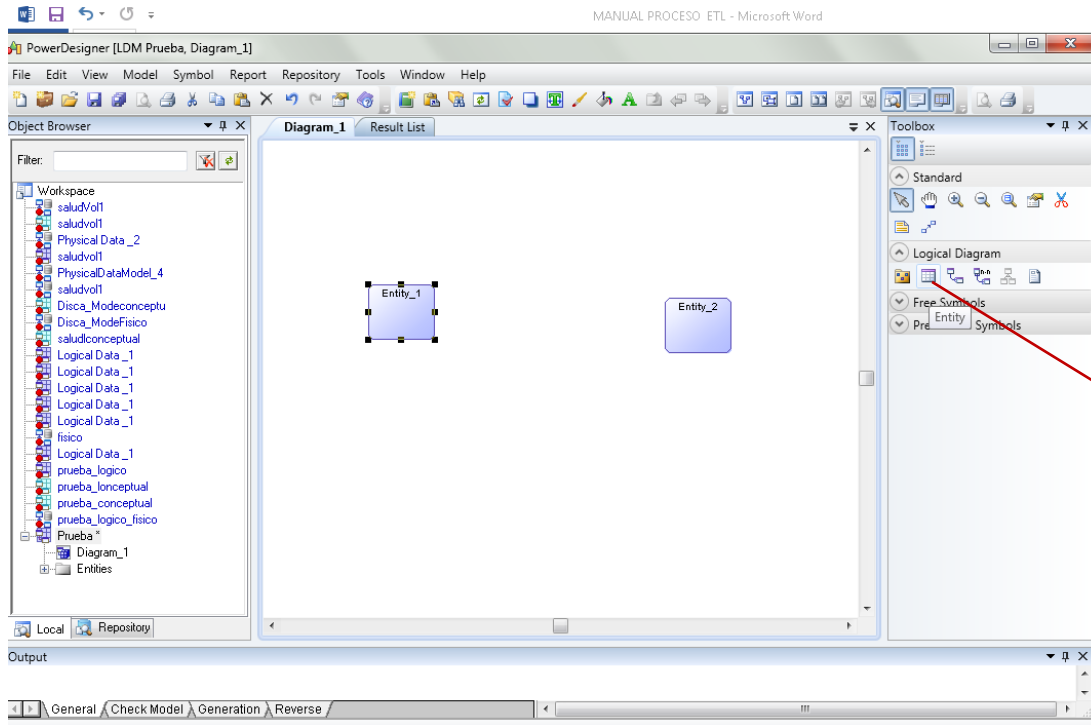 MANUAL PROCESO ETL - Microsoft Word
PowerDesigner [LDM Prueba, Diagram_1]
File Edit View Model Symbol Report Repository Tools Window Help
Object Browser
Diagram_1 Result List
Toolbox
Filter:
Standard
Workspace
saludVol1
saludvol1
Physical Data _2
saludvol1
PhysicalDataModel_4
saludvol1
Disca_Modeconceptu
Disca_ModeFisico
saludlconceptual
Logical Data _1
Logical Data _1
Logical Data _1
Logical Data _1
Logical Data _1
fisico
Logical Data _1
prueba_logico
prueba_lonceptual
prueba_conceptual
prueba_logico_fisico
Prueba *
Diagram_1
Entities
Entity_1
Entity_2
Logical Diagram
Free Symbols
Entity
Pre Symbols
Local Repository
Output
General Check Model Generation Reverse